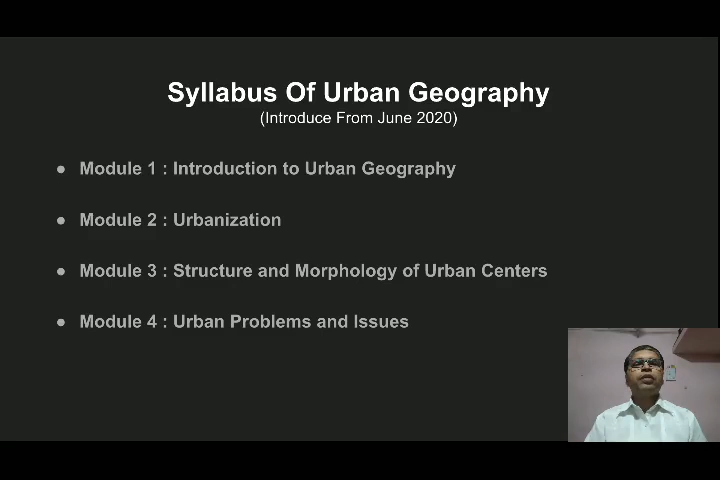 Syllabus Of Urban Geography
(Introduce From June 2020)
● Module 1 : Introduction to Urban Geography
● Module 2 : Urbanization
● Module 3 : Structure and Morphology of Urban Centers
● Module 4 : Urban Problems and Issues